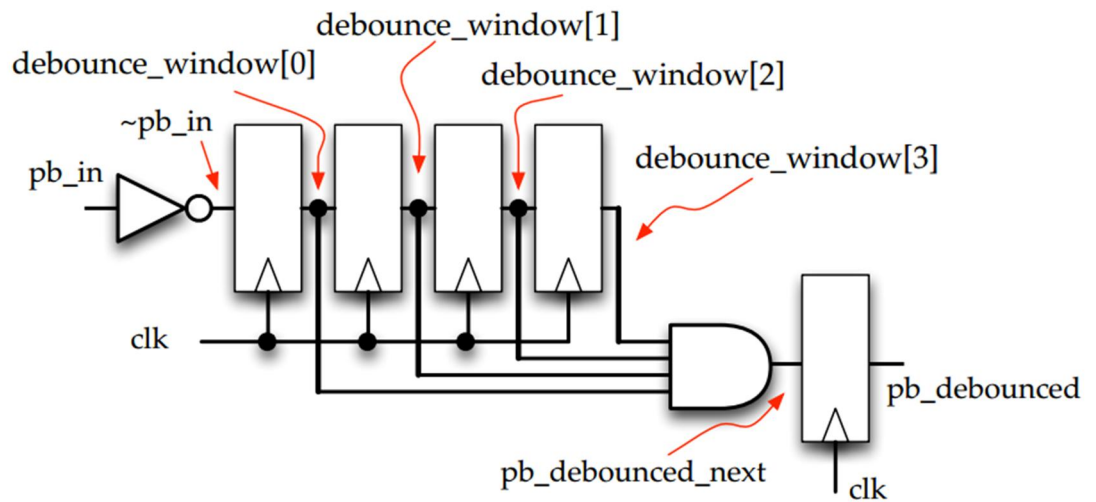 debounce_window[1]
debounce_window[0]
debounce_window[2]
~pb_in
debounce_window[3]
pb_in
clk
pb_debounced
pb_debounced_next
clk